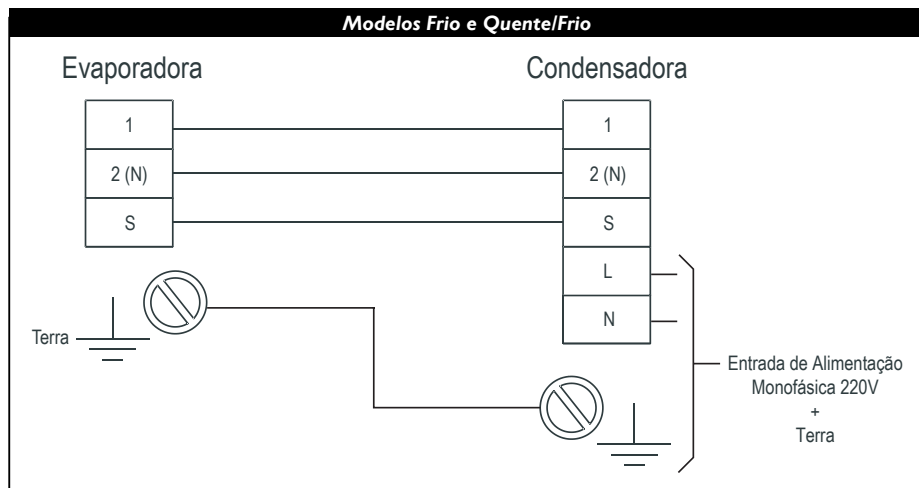 Modelos Frio e Quente/Frio
Evaporadora
Condensadora
1
2 (N)
S
1
2 (N)
S
L
N
Terra
Entrada de Alimentação
Monofásica 220V
+
Terra